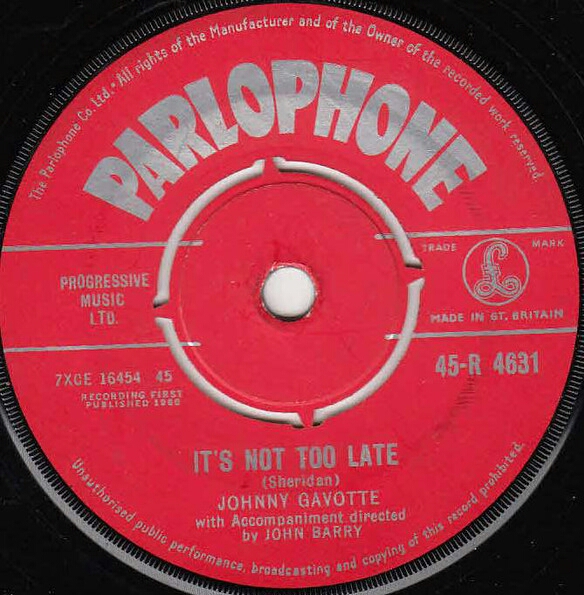 The Parlophone Co. Ltd. • All rights of the Manufacturer and of the Owner of the recorded work reserved.
PARLOPHONE
PROGRESSIVE
MUSIC
LTD.
TRADE MARK
£
MADE IN GT. BRITAIN
7XCE 16454 45
RECORDING FIRST
PUBLISHED 1960
45-R 4631
IT'S NOT TOO LATE
(Sheridan)
JOHNNY GAVOTTE
with Accompaniment directed
by JOHN BARRY
Unauthorised public performance, broadcasting and copying of this record prohibited.